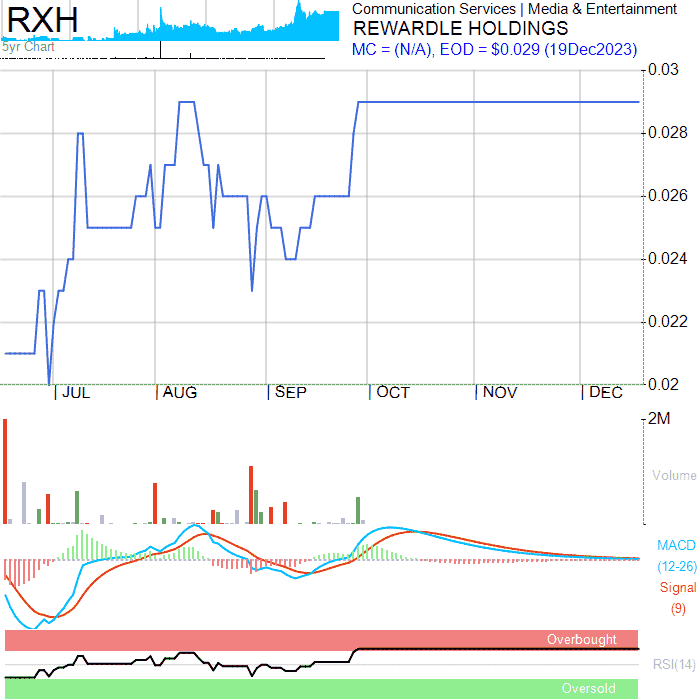 RXH
5yr Chart
Communication Services | Media & Entertainment
REWARDLE HOLDINGS
MC = (N/A), EOD = $0.029 (19Dec2023)
0.03
0.028
0.026
0.024
0.022
0.02
JUL AUG SEP OCT NOV DEC
2M
Volume
MACD
(12-26)
Signal
(9)
Overbought
RSI(14)
Oversold